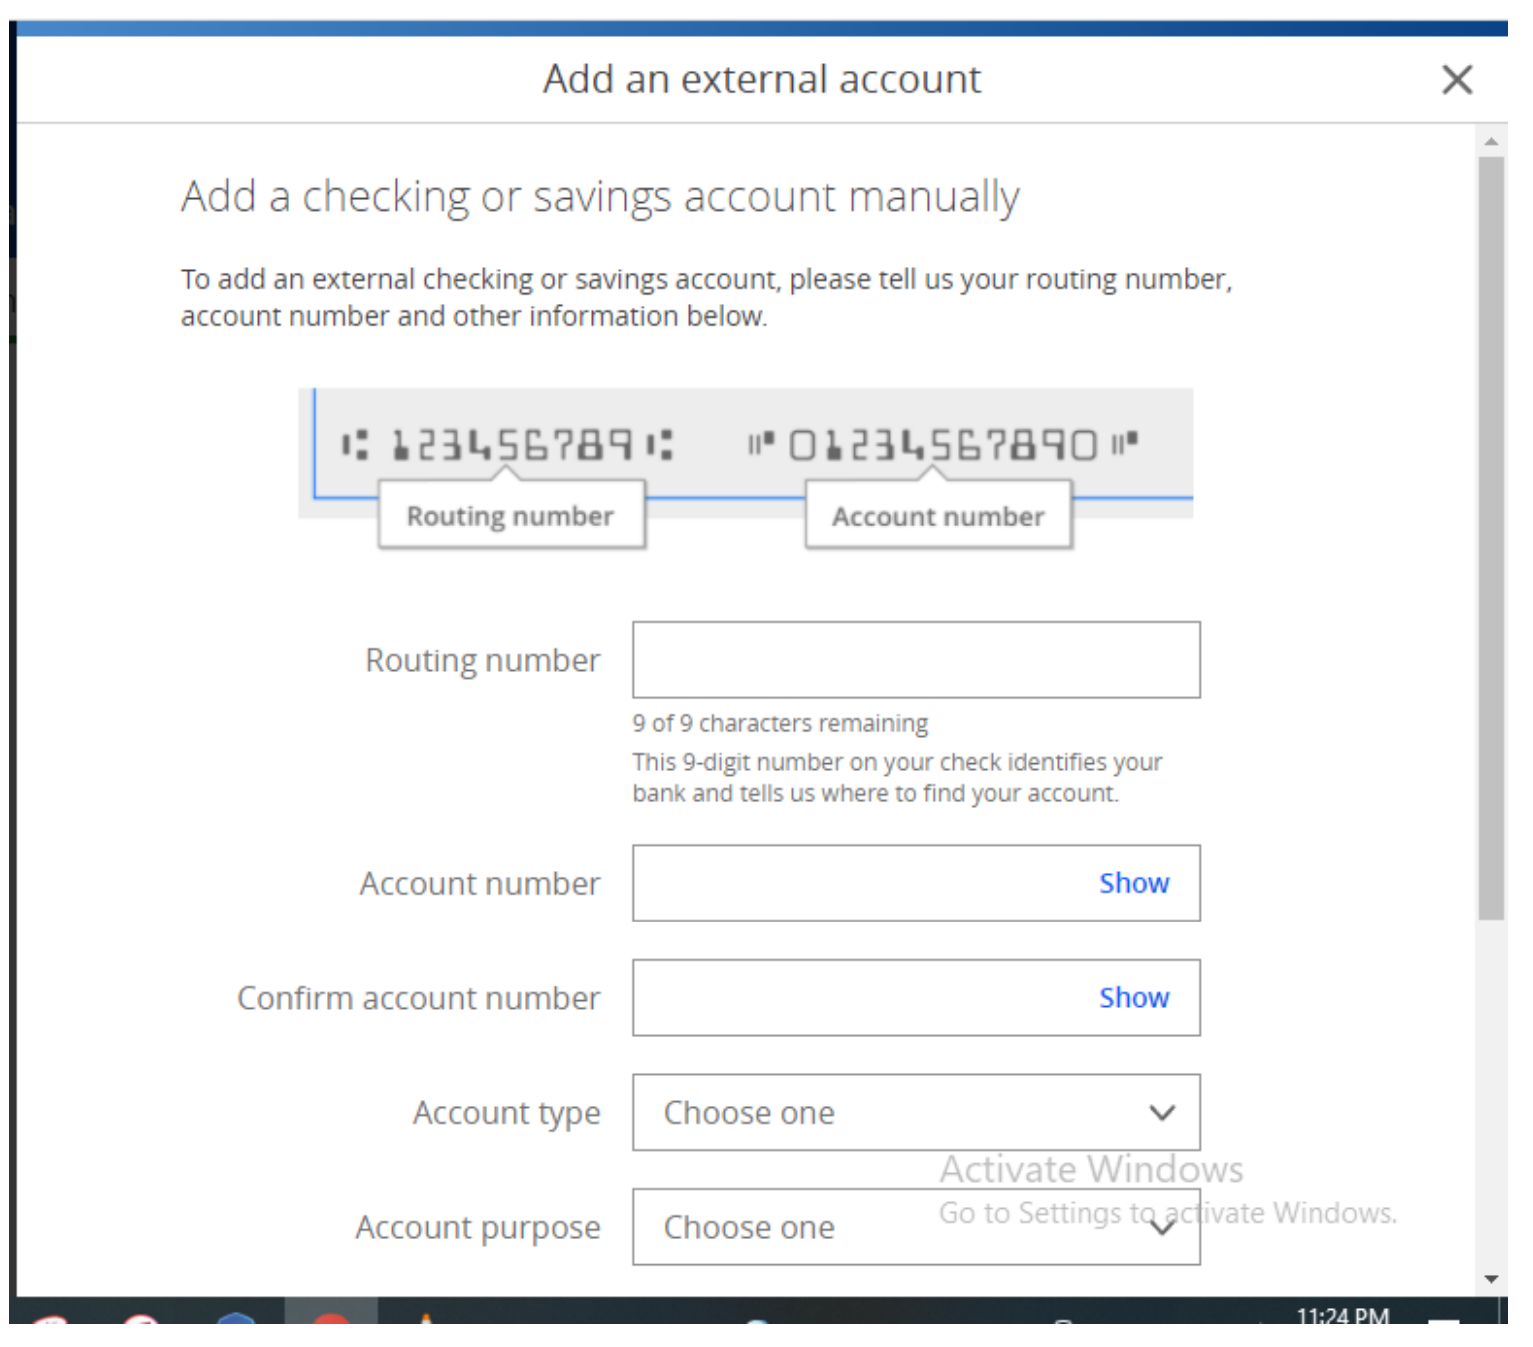 Add an external account
Add a checking or savings account manually
To add an external checking or savings account, please tell us your routing number,
account number and other information below.
⑆ 123456789 ⑆ ⑈ 01234567890 ⑈
Routing number Account number
Routing number
9 of 9 characters remaining
This 9-digit number on your check identifies your
bank and tells us where to find your account.
Account number Show
Confirm account number Show
Account type Choose one
Activate Windows
Go to Settings to activate Windows.
Account purpose Choose one
11:24 PM